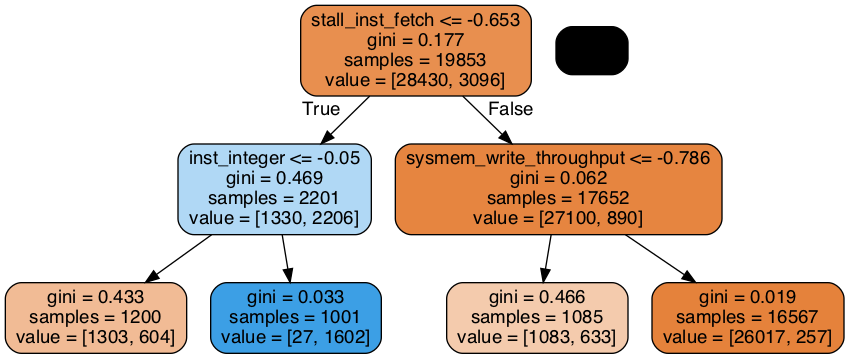 stall_inst_fetch <= -0.653
gini = 0.177
samples = 19853
value = [28430, 3096]
True
False
inst_integer <= -0.05
gini = 0.469
samples = 2201
value = [1330, 2206]
sysmem_write_throughput <= -0.786
gini = 0.062
samples = 17652
value = [27100, 890]
gini = 0.433
samples = 1200
value = [1303, 604]
gini = 0.033
samples = 1001
value = [27, 1602]
gini = 0.466
samples = 1085
value = [1083, 633]
gini = 0.019
samples = 16567
value = [26017, 257]